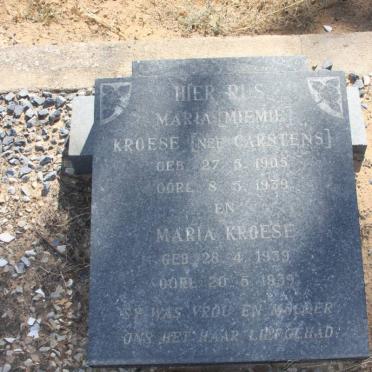 HIER RUS
MARIA [MIEMIE]
KROESE [NEE CARSTENS]
GEB. 27.5.1905
OORL. 8.5.1939
EN
MARIA KROESE
GEB. 28.4.1939
OORL. 20.5.1939
SY WAS VROU EN MOEDER
ONS HET HAAR LIEFGEHAD.